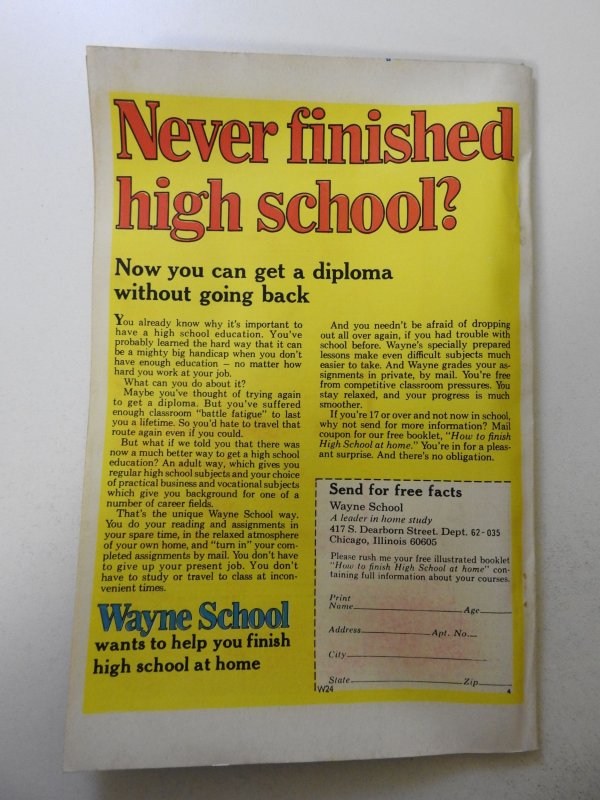 Never finished
high school?
Now you can get a diploma
without going back
You already know why it's important to
have a high school education. You've
probably learned the hard way that it can
be a mighty big handicap when you don't
have enough education – no matter how
hard you work at your job.
What can you do about it?
Maybe you've thought of trying again
to get a diploma. But you've suffered
enough classroom "battle fatigue" to last
you a lifetime. So you'd hate to travel that
route again even if you could.
But what if we told you that there was
now a much better way to get a high school
education? An adult way, which gives you
regular high school subjects and your choice
of practical business and vocational subjects
which give you background for one of a
number of career fields.
That's the unique Wayne School way.
You do your reading and assignments in
your spare time, in the relaxed atmosphere
of your own home, and "turn in" your com-
pleted assignments by mail. You don't have
to give up your present job. You don't
have to study or travel to class at incon-
venient times.
Wayne School
wants to help you finish
high school at home
And you needn't be afraid of dropping
out all over again, if you had trouble with
school before. Wayne's specially prepared
lessons make even difficult subjects much
easier to take. And Wayne grades your as-
signments in private, by mail. You're free
from competitive classroom pressures. You
stay relaxed, and your progress is much
smoother.
If you're 17 or over and not now in school,
why not send for more information? Mail
coupon for our free booklet, "How to finish
High School at home." You're in for a pleas-
ant surprise. And there's no obligation.
Send for free facts
Wayne School
A leader in home study
417 S. Dearborn Street, Dept. 62-035
Chicago, Illinois 60605
Please rush me your free illustrated booklet
"How to finish High School at home" con-
taining full information about your courses.
Print
Name Age
Address Apt. No.
City
State Zip
W24 4